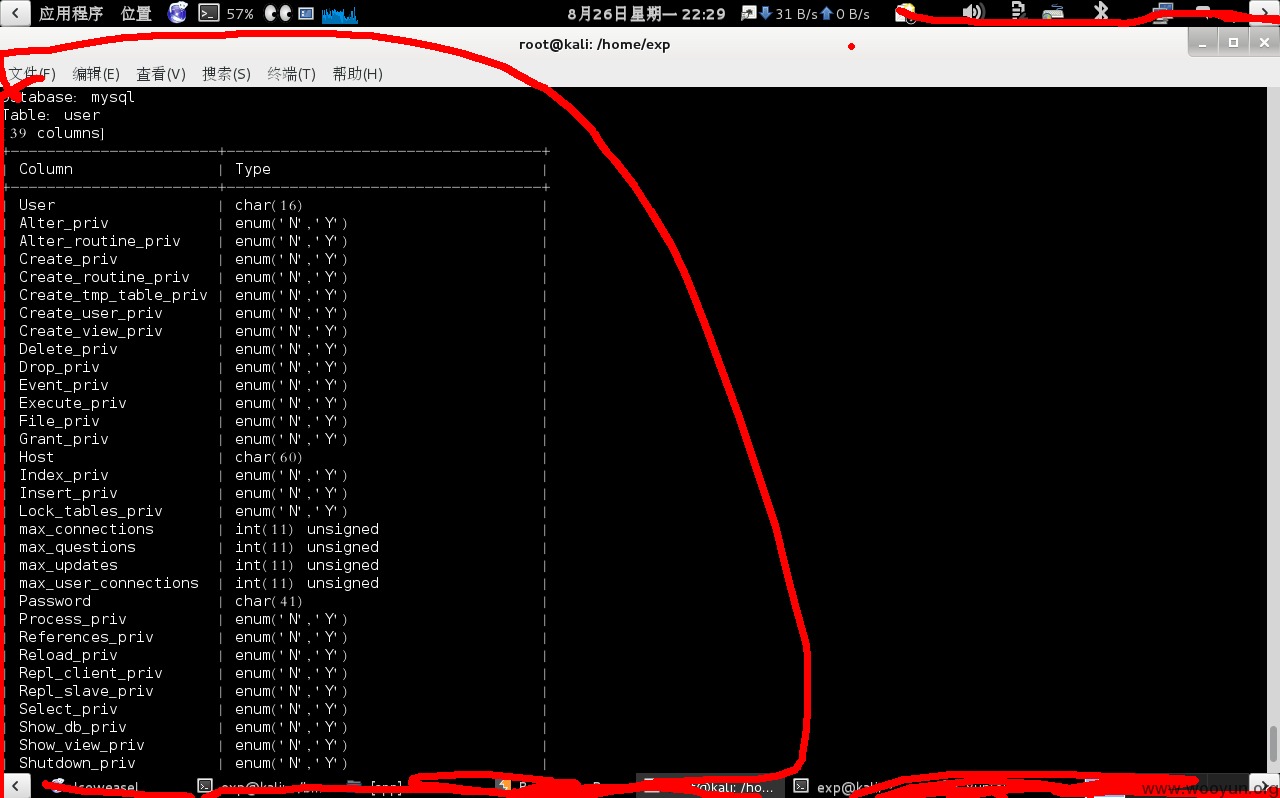 应用程序 位置 57% 8月26日星期一 22:29 31 B/s 0 B/s
root@kali: /home/exp
文件(F) 编辑(E) 查看(V) 搜索(S) 终端(T) 帮助(H)
Database: mysql
Table: user
39 columns]
Column | Type |
User | char(16) |
Alter_priv | enum('N','Y') |
Alter_routine_priv | enum('N','Y') |
Create_priv | enum('N','Y') |
Create_routine_priv | enum('N','Y') |
Create_tmp_table_priv | enum('N','Y') |
Create_user_priv | enum('N','Y') |
Create_view_priv | enum('N','Y') |
Delete_priv | enum('N','Y') |
Drop_priv | enum('N','Y') |
Event_priv | enum('N','Y') |
Execute_priv | enum('N','Y') |
File_priv | enum('N','Y') |
Grant_priv | enum('N','Y') |
Host | char(60) |
Index_priv | enum('N','Y') |
Insert_priv | enum('N','Y') |
Lock_tables_priv | enum('N','Y') |
max_connections | int(11) unsigned |
max_questions | int(11) unsigned |
max_updates | int(11) unsigned |
max_user_connections | int(11) unsigned |
Password | char(41) |
Process_priv | enum('N','Y') |
References_priv | enum('N','Y') |
Reload_priv | enum('N','Y') |
Repl_client_priv | enum('N','Y') |
Repl_slave_priv | enum('N','Y') |
Select_priv | enum('N','Y') |
Show_db_priv | enum('N','Y') |
Show_view_priv | enum('N','Y') |
Shutdown_priv | enum('N','Y') |
@kali: /ho... exp@kali:
www.wooyun.org